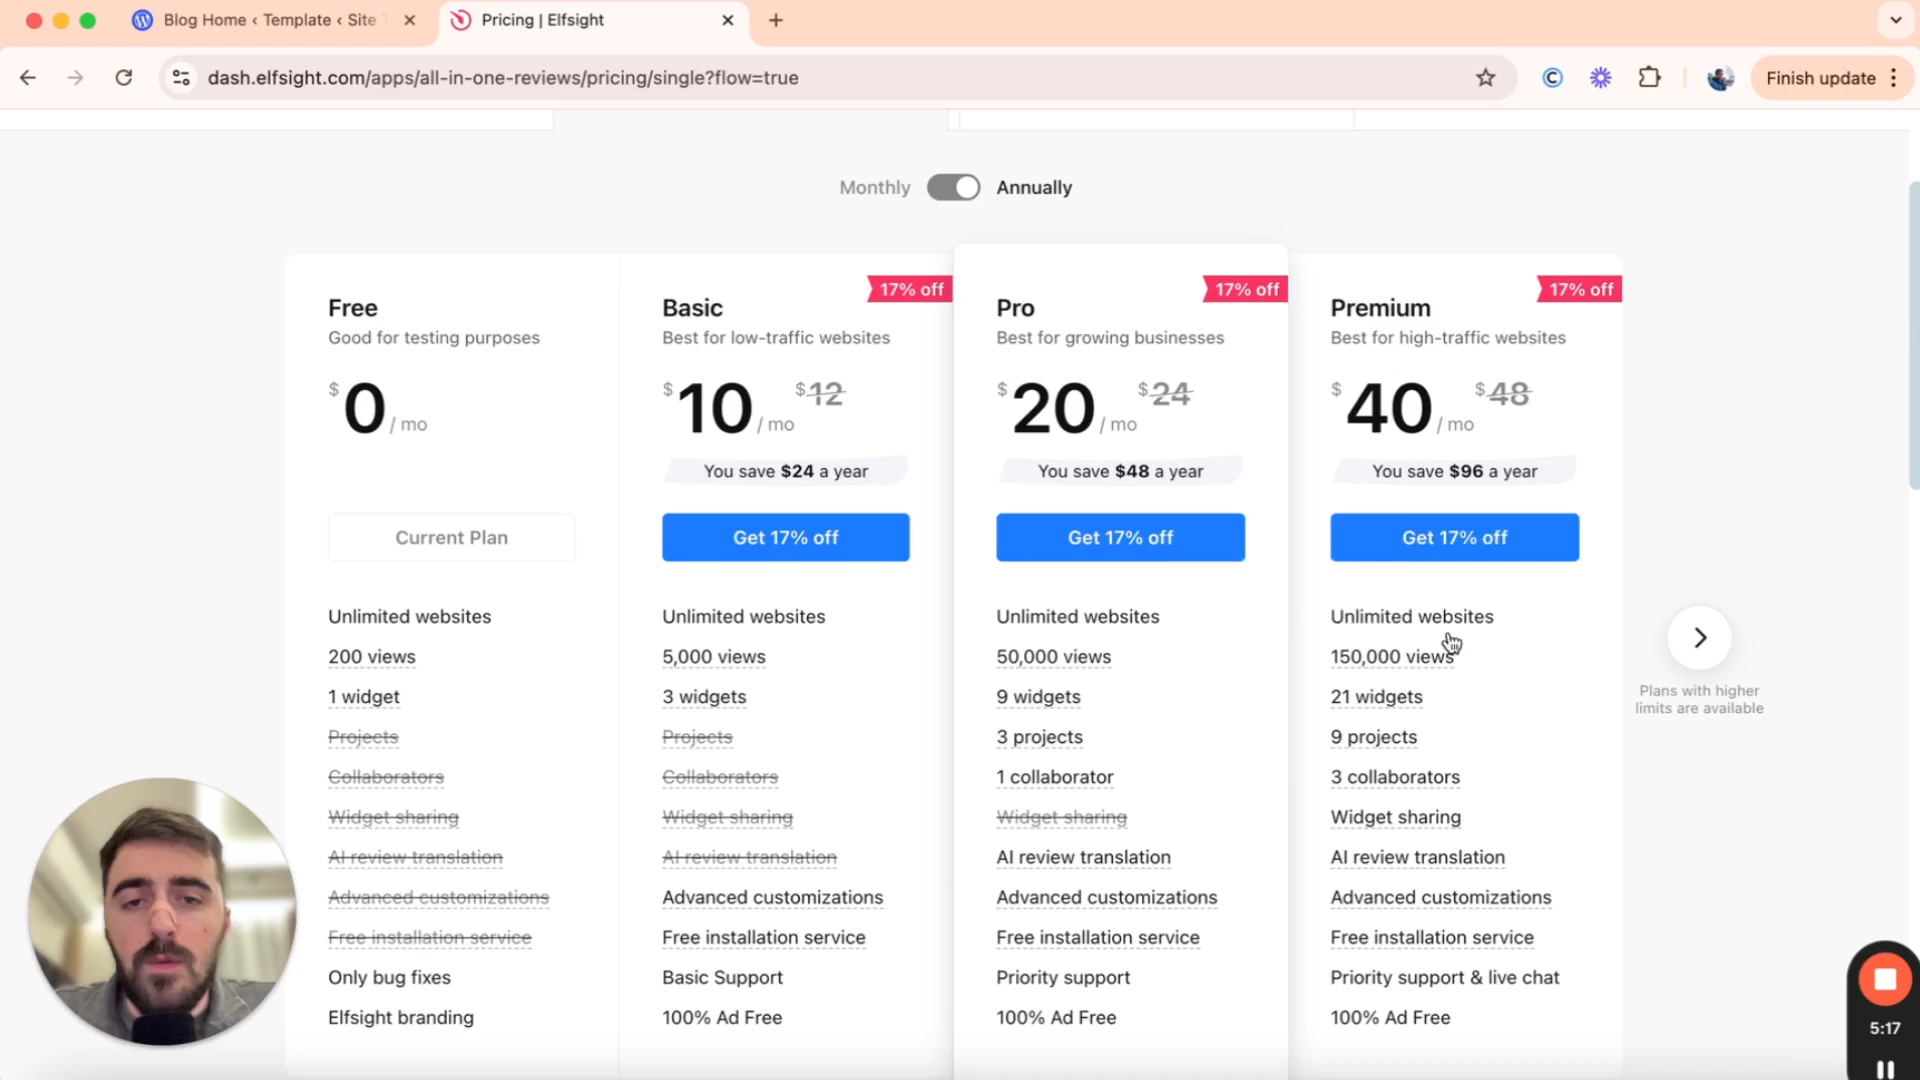 Blog Home ‹ Template ‹ Site
Pricing | Elfsight
dash.elfsight.com/apps/all-in-one-reviews/pricing/single?flow=true
Finish update
Monthly
Annually
Free
Good for testing purposes
$0 / mo
Current Plan
Unlimited websites
200 views
1 widget
Projects
Collaborators
Widget sharing
AI review translation
Advanced customizations
Free installation service
Only bug fixes
Elfsight branding
17% off
Basic
Best for low-traffic websites
$10 / mo $12
You save $24 a year
Get 17% off
Unlimited websites
5,000 views
3 widgets
Projects
Collaborators
Widget sharing
AI review translation
Advanced customizations
Free installation service
Basic Support
100% Ad Free
17% off
Pro
Best for growing businesses
$20 / mo $24
You save $48 a year
Get 17% off
Unlimited websites
50,000 views
9 widgets
3 projects
1 collaborator
Widget sharing
AI review translation
Advanced customizations
Free installation service
Priority support
100% Ad Free
17% off
Premium
Best for high-traffic websites
$40 / mo $48
You save $96 a year
Get 17% off
Unlimited websites
150,000 views
21 widgets
9 projects
3 collaborators
Widget sharing
AI review translation
Advanced customizations
Free installation service
Priority support & live chat
100% Ad Free
Plans with higher
limits are available
5:17